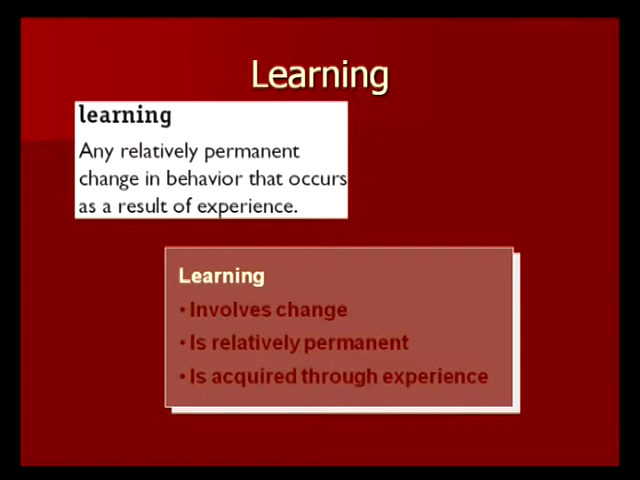 Learning
learning
Any relatively permanent
change in behavior that occurs
as a result of experience.
Learning
• Involves change
• Is relatively permanent
• Is acquired through experience